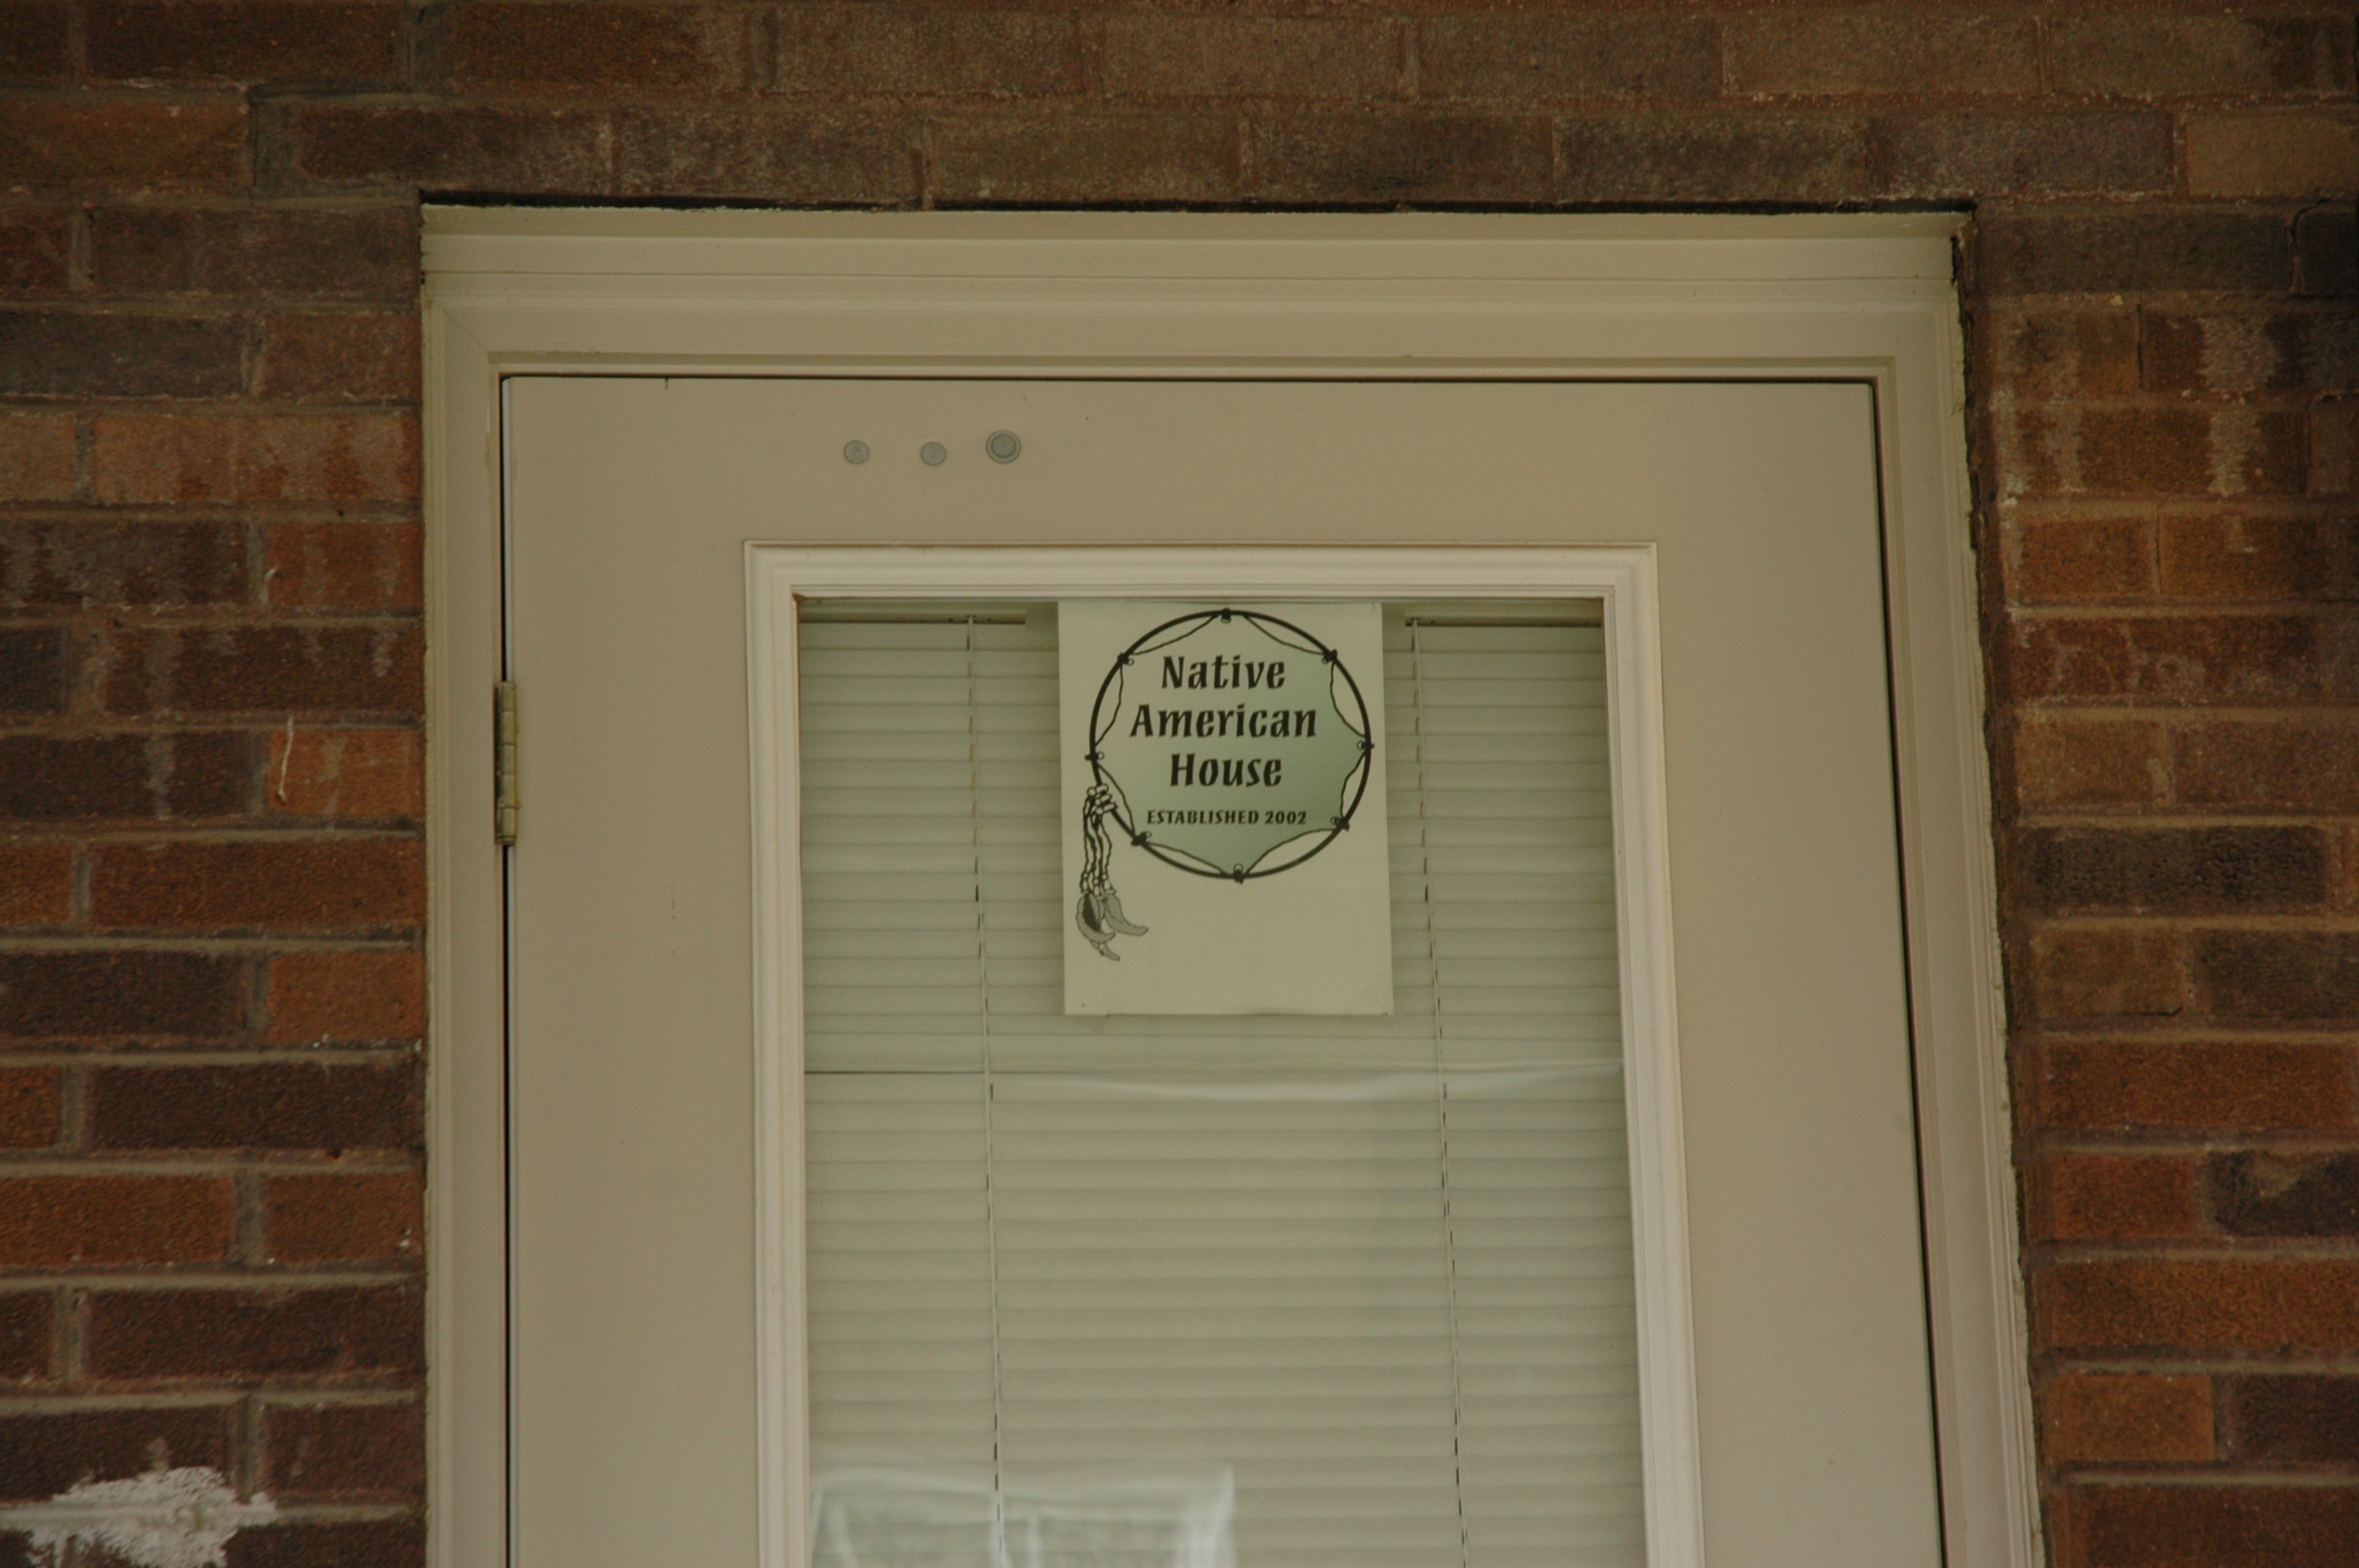 Native
American
House
ESTABLISHED 2002